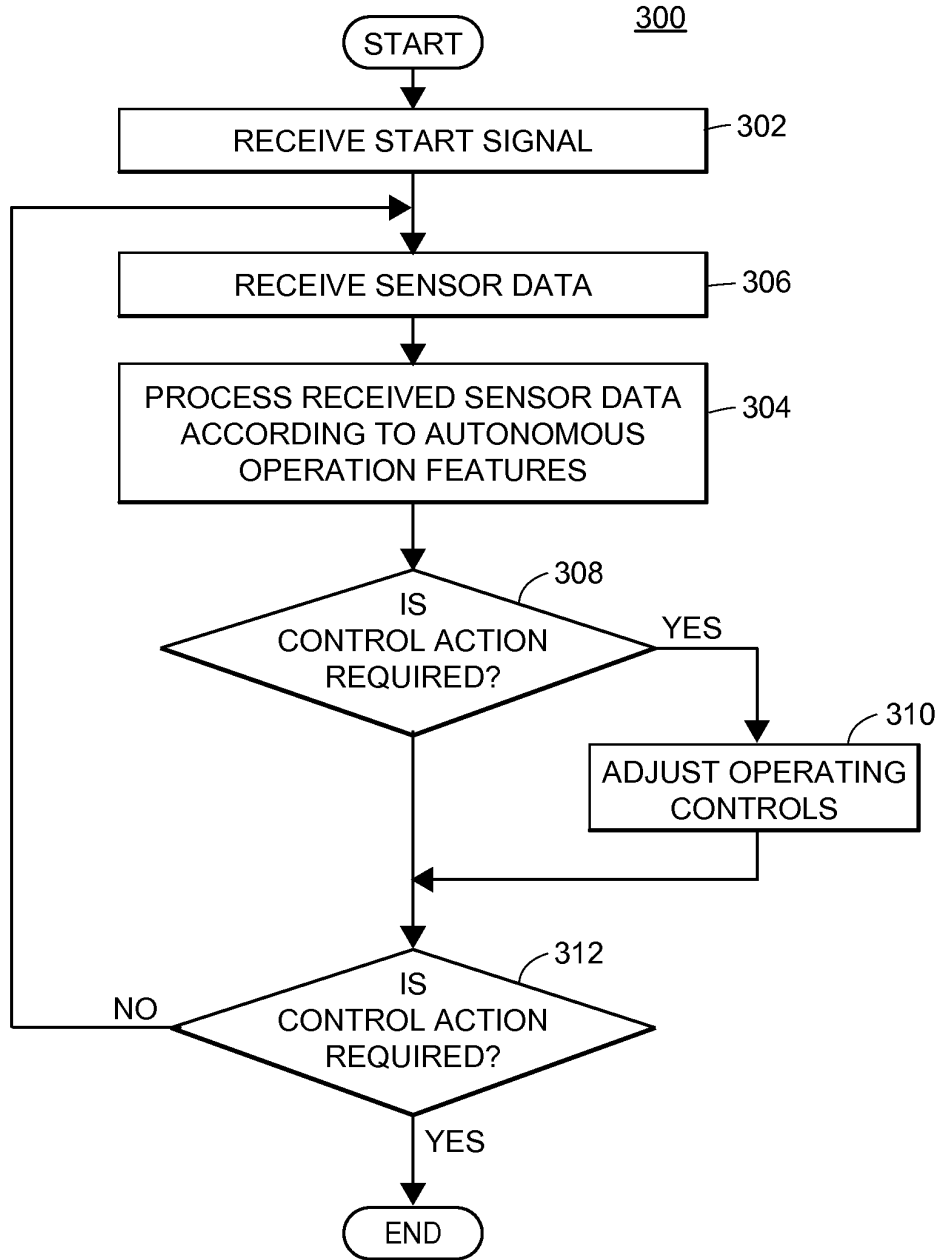 300
START
RECEIVE START SIGNAL
302
RECEIVE SENSOR DATA
306
PROCESS RECEIVED SENSOR DATA
ACCORDING TO AUTONOMOUS
OPERATION FEATURES
304
308
IS
CONTROL ACTION
REQUIRED?
YES
310
ADJUST OPERATING
CONTROLS
312
IS
CONTROL ACTION
REQUIRED?
NO
YES
END